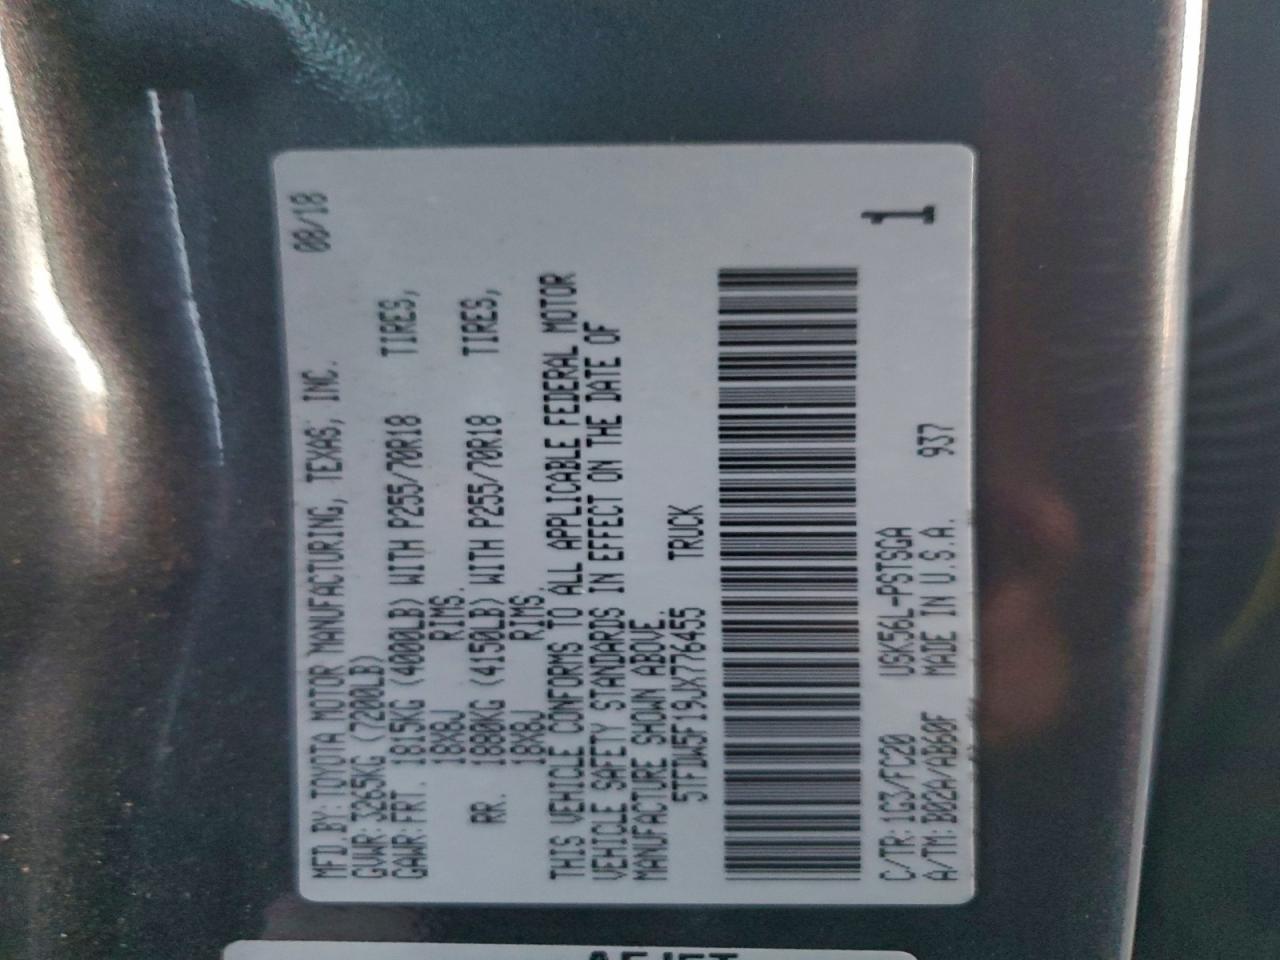 MFD. BY: TOYOTA MOTOR MANUFACTURING, TEXAS, INC. 08/18
GVWR: 3265KG (7200LB)
GAWR: FRT. 1815KG (4000LB) WITH P255/70R18 TIRES,
18X8J RIMS.
RR. 1880KG (4150LB) WITH P255/70R18 TIRES,
18X8J RIMS.
THIS VEHICLE CONFORMS TO ALL APPLICABLE FEDERAL MOTOR
VEHICLE SAFETY STANDARDS IN EFFECT ON THE DATE OF
MANUFACTURE SHOWN ABOVE.
5TFDW5F19JX776455 TRUCK
1
C/TR: 1G3/FC20 USK56L-PSTSGA
A/TM: B02A/AB60F MADE IN U.S.A. 937